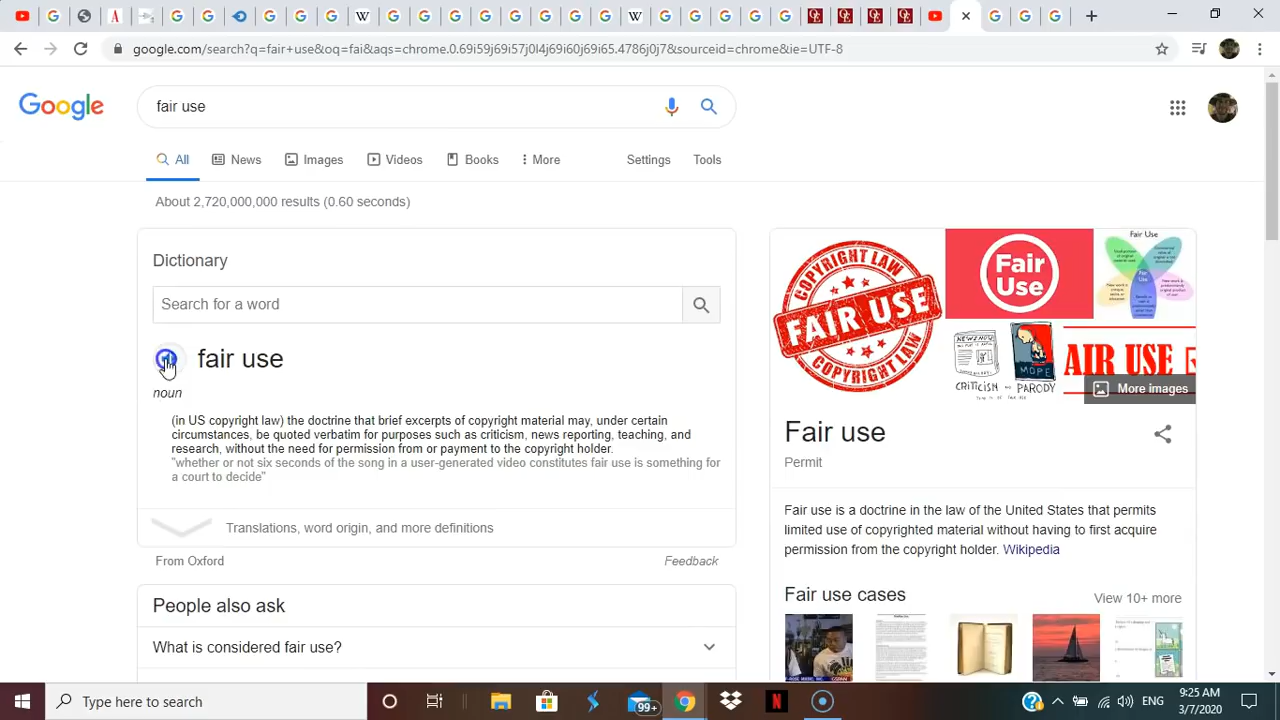 google.com/search?q=fair+use&oq=fai&aqs=chrome.0.69i59j69i57j0l4j69i60j69i65.4786j0j7&sourceid=chrome&ie=UTF-8
Google
fair use
All
News
Images
Videos
Books
More
Settings
Tools
About 2,720,000,000 results (0.60 seconds)
Dictionary
Search for a word
fair use
noun
(in US copyright law) the doctrine that brief excerpts of copyright material may, under certain
circumstances, be quoted verbatim for purposes such as criticism, news reporting, teaching, and
research, without the need for permission from or payment to the copyright holder.
"whether or not six seconds of the song in a user-generated video constitutes fair use is something for
a court to decide"
Translations, word origin, and more definitions
From Oxford
Feedback
People also ask
What is considered fair use?
COPYRIGHT LAW
FAIR USE
COPYRIGHT LAW
Fair
Use
Fair Use
CRITICISM AND PARODY
AIR USE
More images
Fair use
Permit
Fair use is a doctrine in the law of the United States that permits
limited use of copyrighted material without having to first acquire
permission from the copyright holder. Wikipedia
Fair use cases
View 10+ more
Type here to search
99+
ENG
9:25 AM
3/7/2020